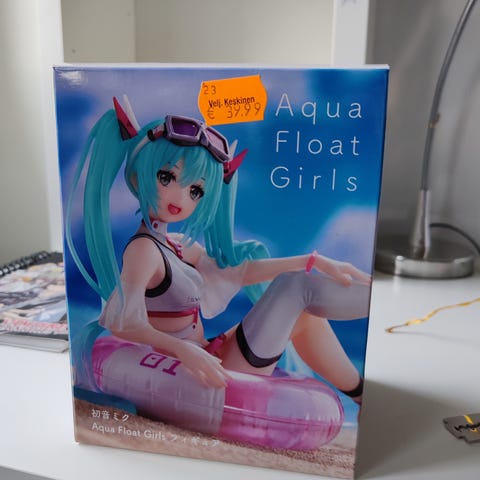 23
Velj. Keskinen
€ 39.99
Aqua
Float
Girls
01
初音ミク
Aqua Float Girls フィギュア